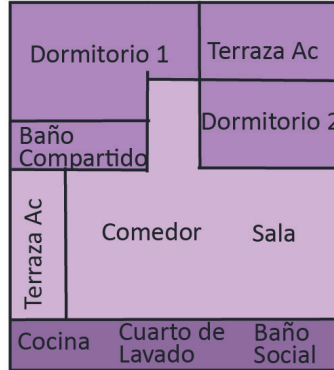 Dormitorio 1
Terraza Ac
Dormitorio 2
Baño
Compartido
Terraza Ac
Comedor
Sala
Cocina
Cuarto de
Lavado
Baño
Social